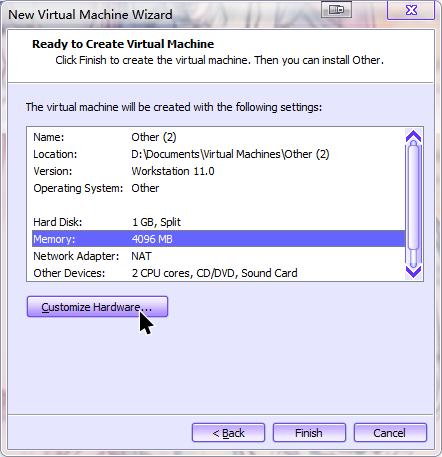 New Virtual Machine Wizard
Ready to Create Virtual Machine
Click Finish to create the virtual machine. Then you can install Other.
The virtual machine will be created with the following settings:
Name: Other (2)
Location: D:\Documents\Virtual Machines\Other (2)
Version: Workstation 11.0
Operating System: Other
Hard Disk: 1 GB, Split
Memory: 4096 MB
Network Adapter: NAT
Other Devices: 2 CPU cores, CD/DVD, Sound Card
Customize Hardware...
< Back Finish Cancel